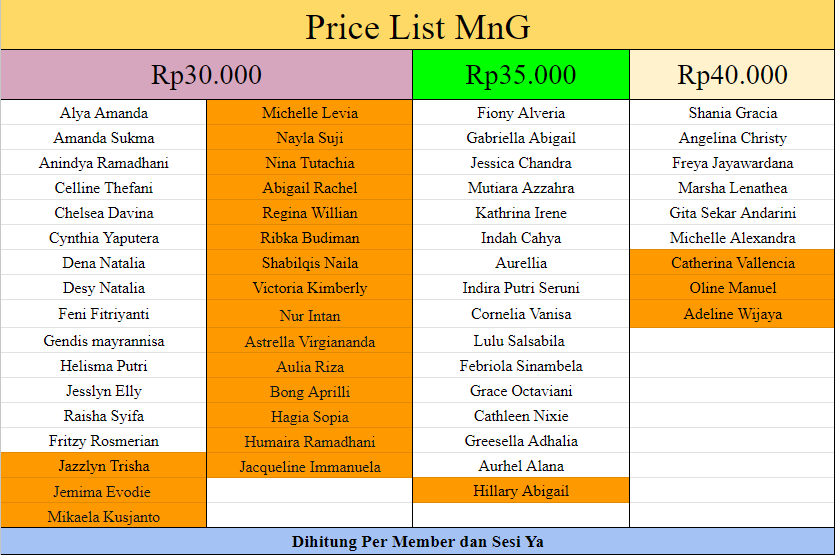 Price List MnG
Rp30.000 Rp35.000 Rp40.000
Alya Amanda Michelle Levia Fiony Alveria Shania Gracia
Amanda Sukma Nayla Suji Gabriella Abigail Angelina Christy
Anindya Ramadhani Nina Tutachia Jessica Chandra Freya Jayawardana
Celline Thefani Abigail Rachel Mutiara Azzahra Marsha Lenathea
Chelsea Davina Regina Willian Kathrina Irene Gita Sekar Andarini
Cynthia Yaputera Ribka Budiman Indah Cahya Michelle Alexandra
Dena Natalia Shabilqis Naila Aurellia Catherina Vallencia
Desy Natalia Victoria Kimberly Indira Putri Seruni Oline Manuel
Feni Fitriyanti Nur Intan Cornelia Vanisa Adeline Wijaya
Gendis mayrannisa Astrella Virgiananda Lulu Salsabila
Helisma Putri Aulia Riza Febriola Sinambela
Jesslyn Elly Bong Aprilli Grace Octaviani
Raisha Syifa Hagia Sopia Cathleen Nixie
Fritzy Rosmerian Humaira Ramadhani Greesella Adhalia
Jazzlyn Trisha Jacqueline Immanuela Aurhel Alana
Jemima Evodie Hillary Abigail
Mikaela Kusjanto
Dihitung Per Member dan Sesi Ya